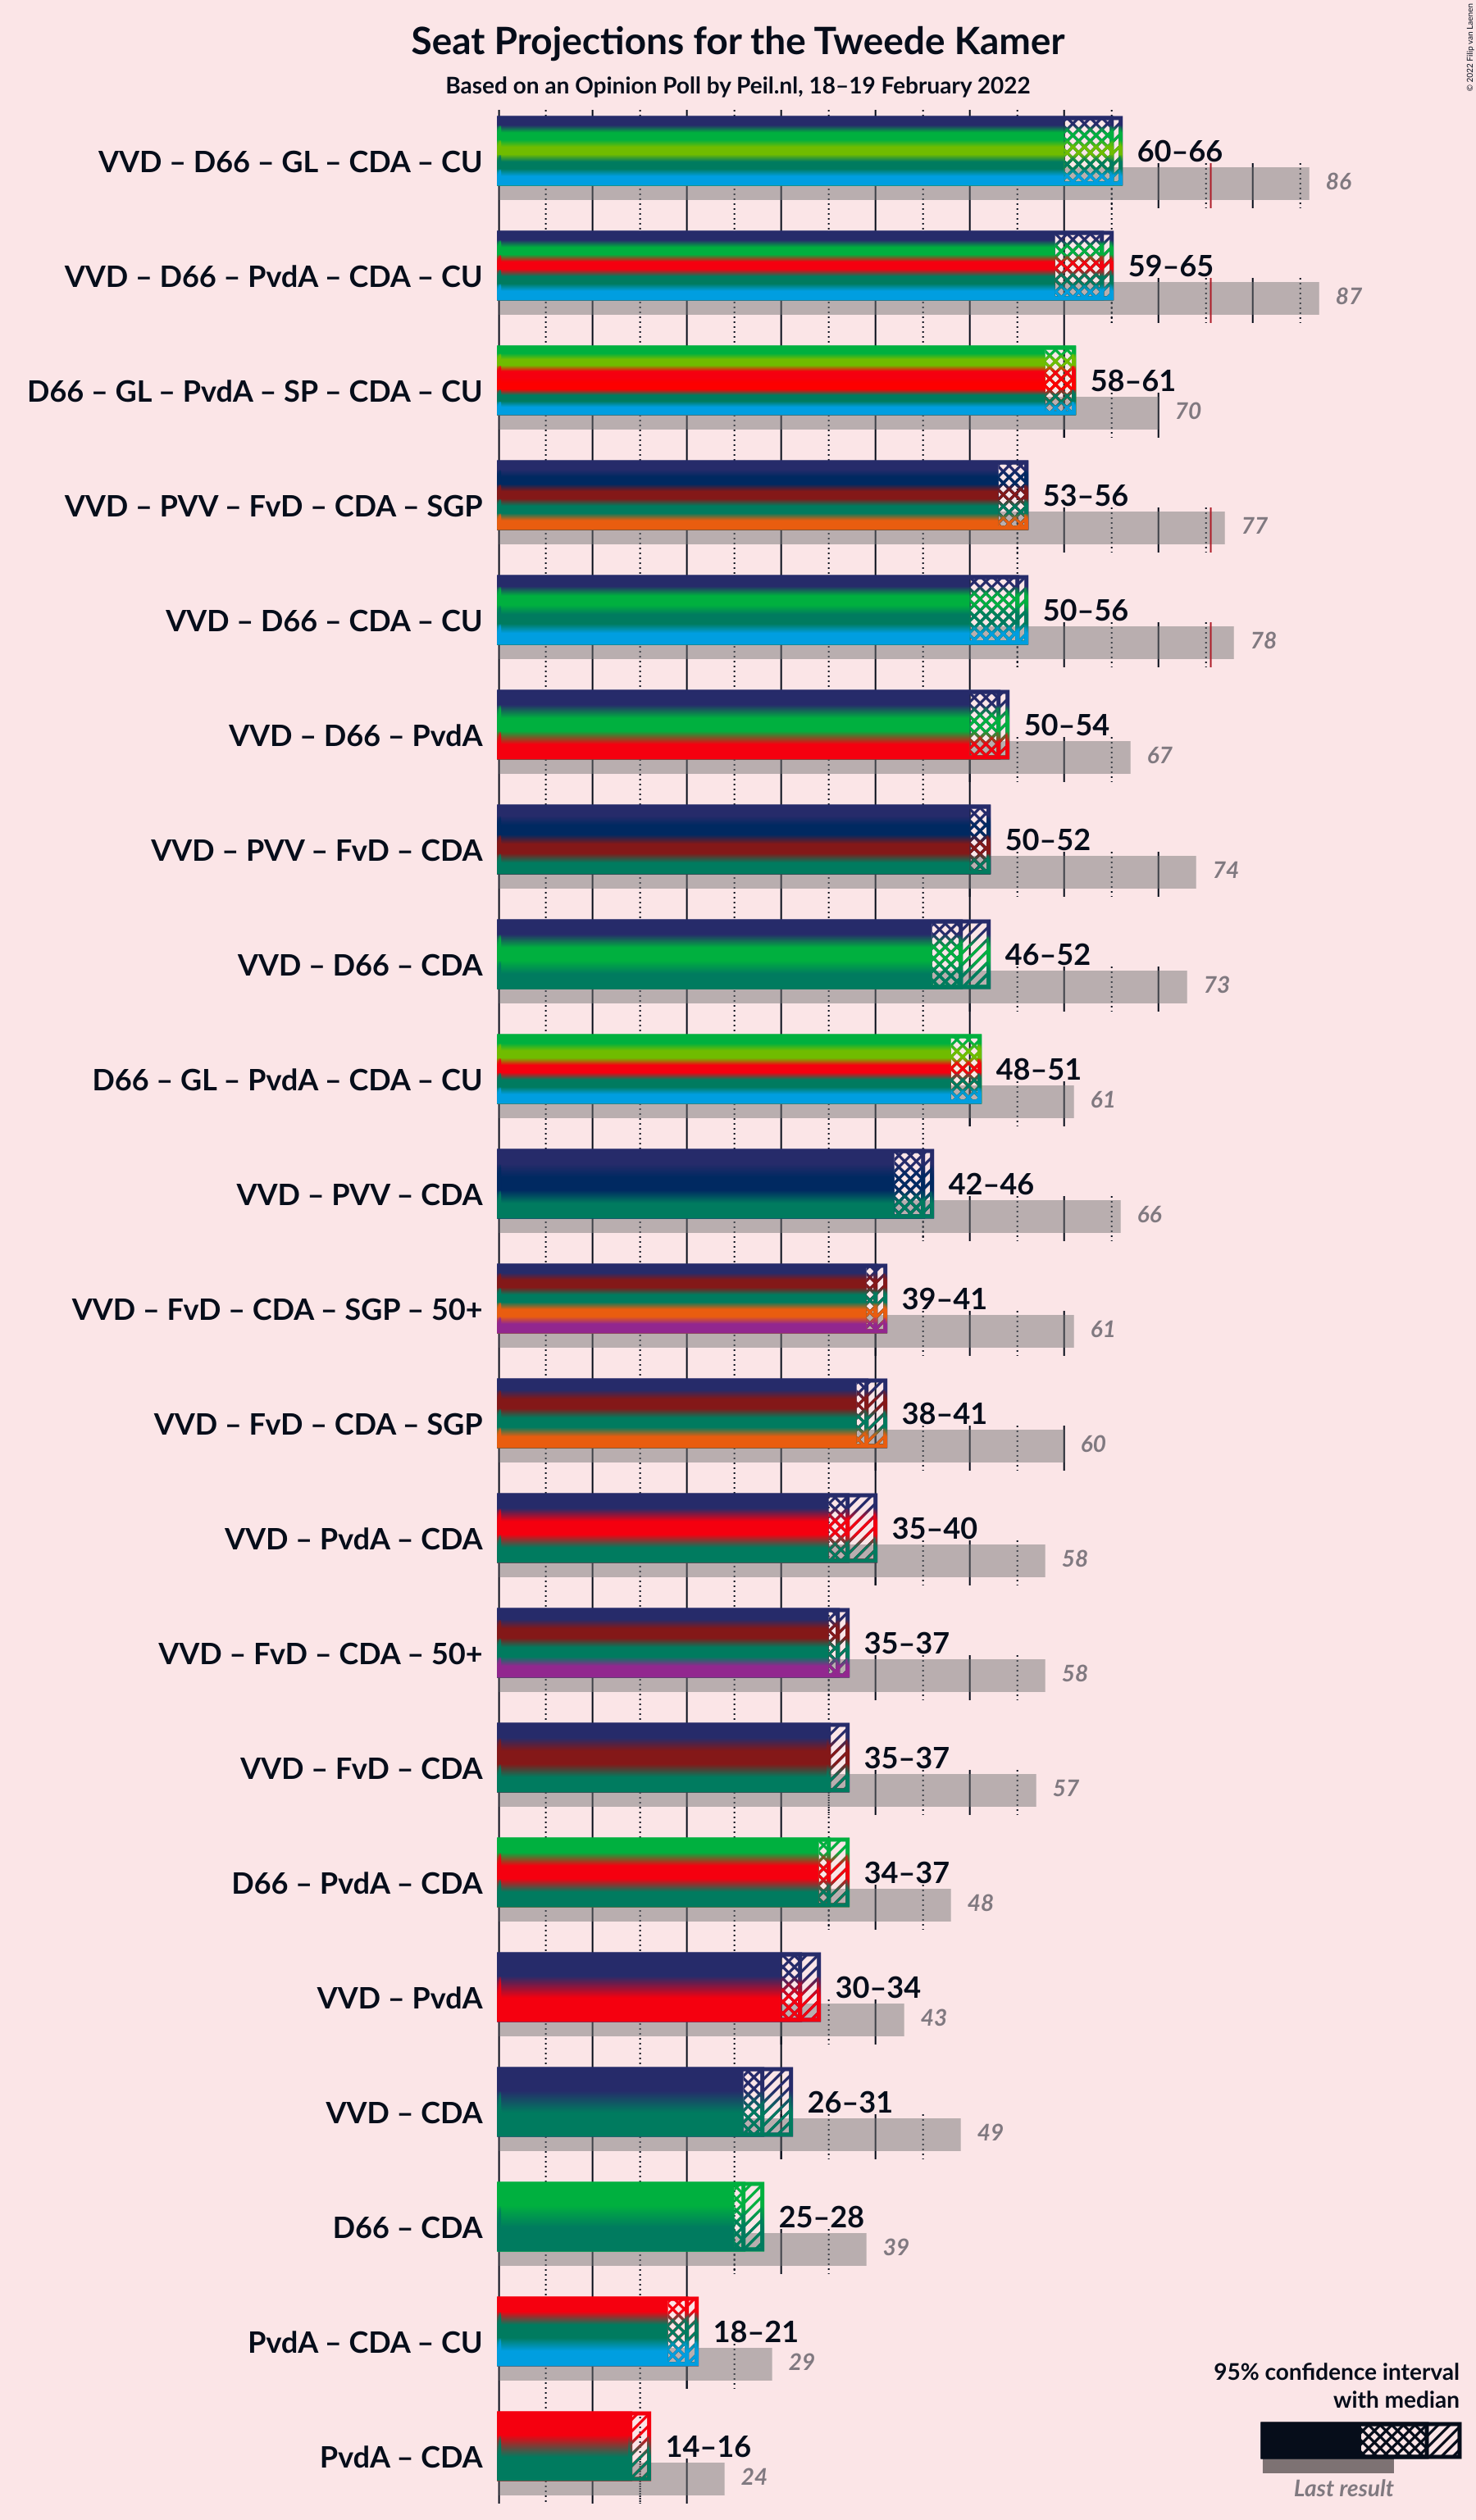 Seat Projections for the Tweede Kamer
Based on an Opinion Poll by Peil.nl, 18–19 February 2022
© 2022 Filip van Laenen
VVD – D66 – GL – CDA – CU
60–66
86
VVD – D66 – PvdA – CDA – CU
59–65
87
D66 – GL – PvdA – SP – CDA – CU
58–61
70
VVD – PVV – FvD – CDA – SGP
53–56
77
VVD – D66 – CDA – CU
50–56
78
VVD – D66 – PvdA
50–54
67
VVD – PVV – FvD – CDA
50–52
74
VVD – D66 – CDA
46–52
73
D66 – GL – PvdA – CDA – CU
48–51
61
VVD – PVV – CDA
42–46
66
VVD – FvD – CDA – SGP – 50+
39–41
61
VVD – FvD – CDA – SGP
38–41
60
VVD – PvdA – CDA
35–40
58
VVD – FvD – CDA – 50+
35–37
58
VVD – FvD – CDA
35–37
57
D66 – PvdA – CDA
34–37
48
VVD – PvdA
30–34
43
VVD – CDA
26–31
49
D66 – CDA
25–28
39
PvdA – CDA – CU
18–21
29
PvdA – CDA
14–16
24
95% confidence interval
with median
Last result